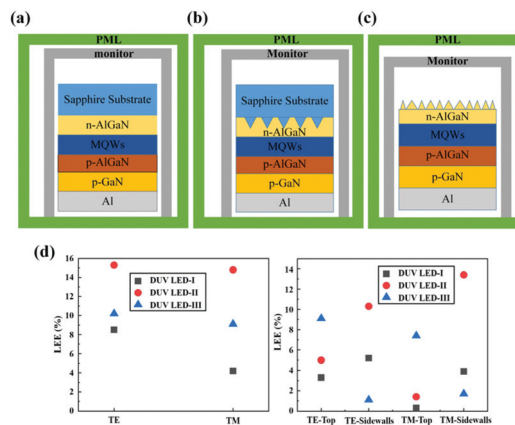 (a)
PML
monitor
Sapphire Substrate
n-AlGaN
MQWs
p-AlGaN
p-GaN
Al
(b)
PML
Monitor
Sapphire Substrate
n-AlGaN
MQWs
p-AlGaN
p-GaN
Al
(c)
PML
Monitor
n-AlGaN
MQWs
p-AlGaN
p-GaN
Al
(d)
LEE (%)
16
14
12
10
8
6
4
2
0
DUV LED-I
DUV LED-II
DUV LED-III
TE
TM
LEE (%)
14
12
10
8
6
4
2
0
DUV LED-I
DUV LED-II
DUV LED-III
TE-Top
TE-Sidewalls
TM-Top
TM-Sidewalls